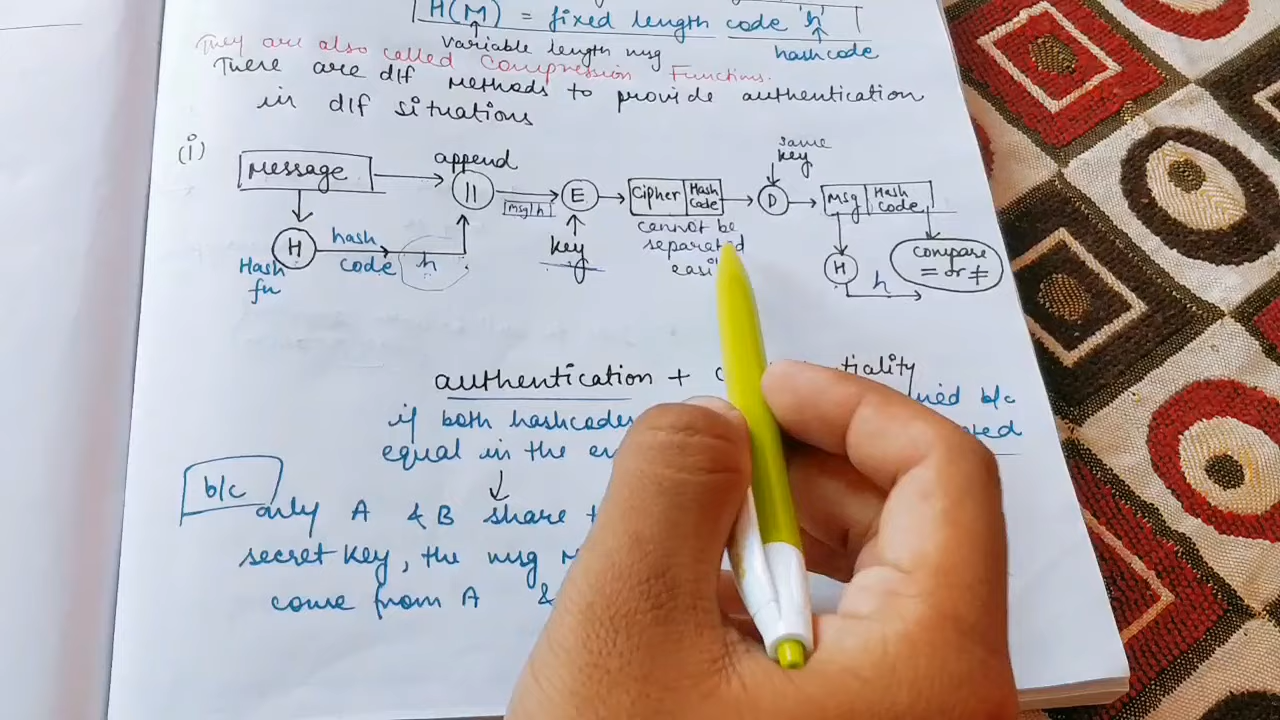 H(M) = fixed length code 'h'
variable length msg
hashcode
They are also called Compression Functions.
There are dIf methods to provide authentication
in dIf situations
(i)
Message
append
||
msg/h
E
Cipher
Hash Code
same key
D
Msg
Hash Code
H
hash code
h
Hash fn
key
cannot be
separated
H
h
compare
= or ≠
authentication +
if both hashcodes
equal in the
b/c
b/c
only A & B share
secret key, the msg
come from A &